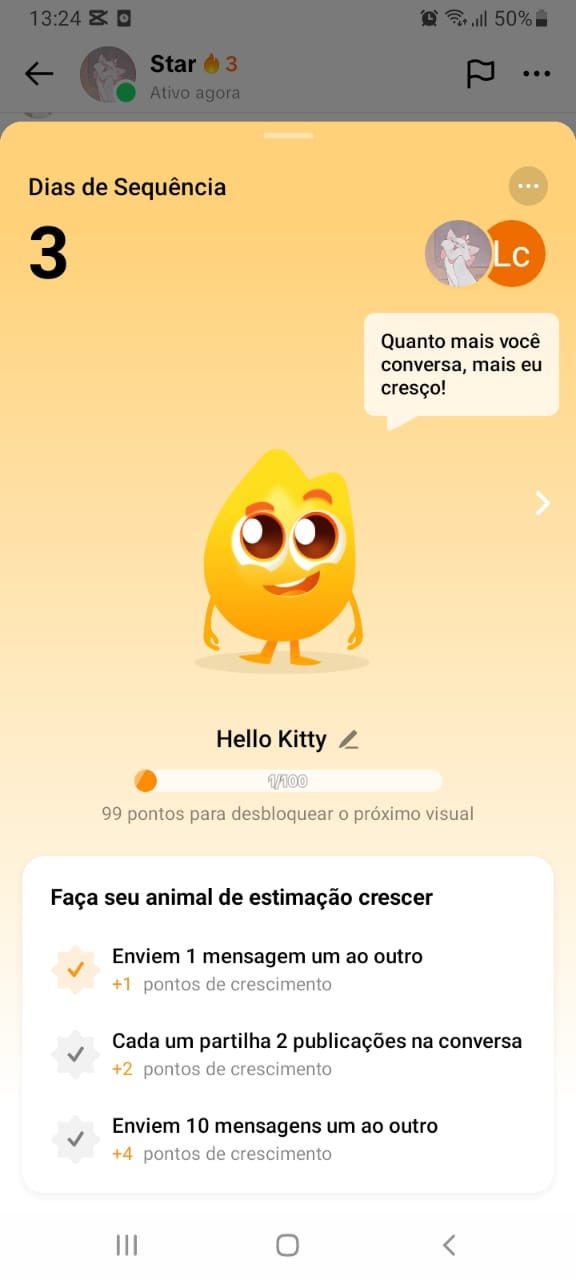 13:24
50%
Star 3
Ativo agora
Dias de Sequência
3
Lc
Quanto mais você
conversa, mais eu
cresço!
Hello Kitty
1/100
99 pontos para desbloquear o próximo visual
Faça seu animal de estimação crescer
Enviem 1 mensagem um ao outro
+1 pontos de crescimento
Cada um partilha 2 publicações na conversa
+2 pontos de crescimento
Enviem 10 mensagens um ao outro
+4 pontos de crescimento